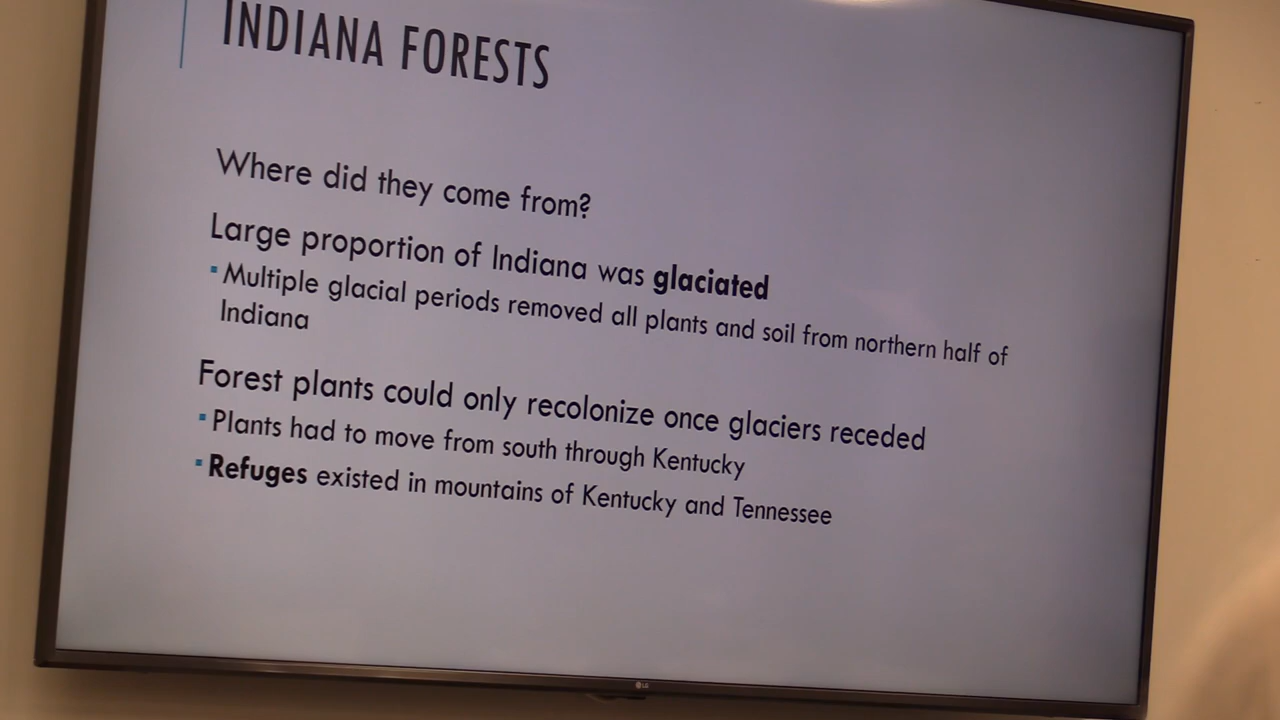 INDIANA FORESTS
Where did they come from?
Large proportion of Indiana was glaciated
▪Multiple glacial periods removed all plants and soil from northern half of
Indiana
Forest plants could only recolonize once glaciers receded
▪Plants had to move from south through Kentucky
▪Refuges existed in mountains of Kentucky and Tennessee
LG